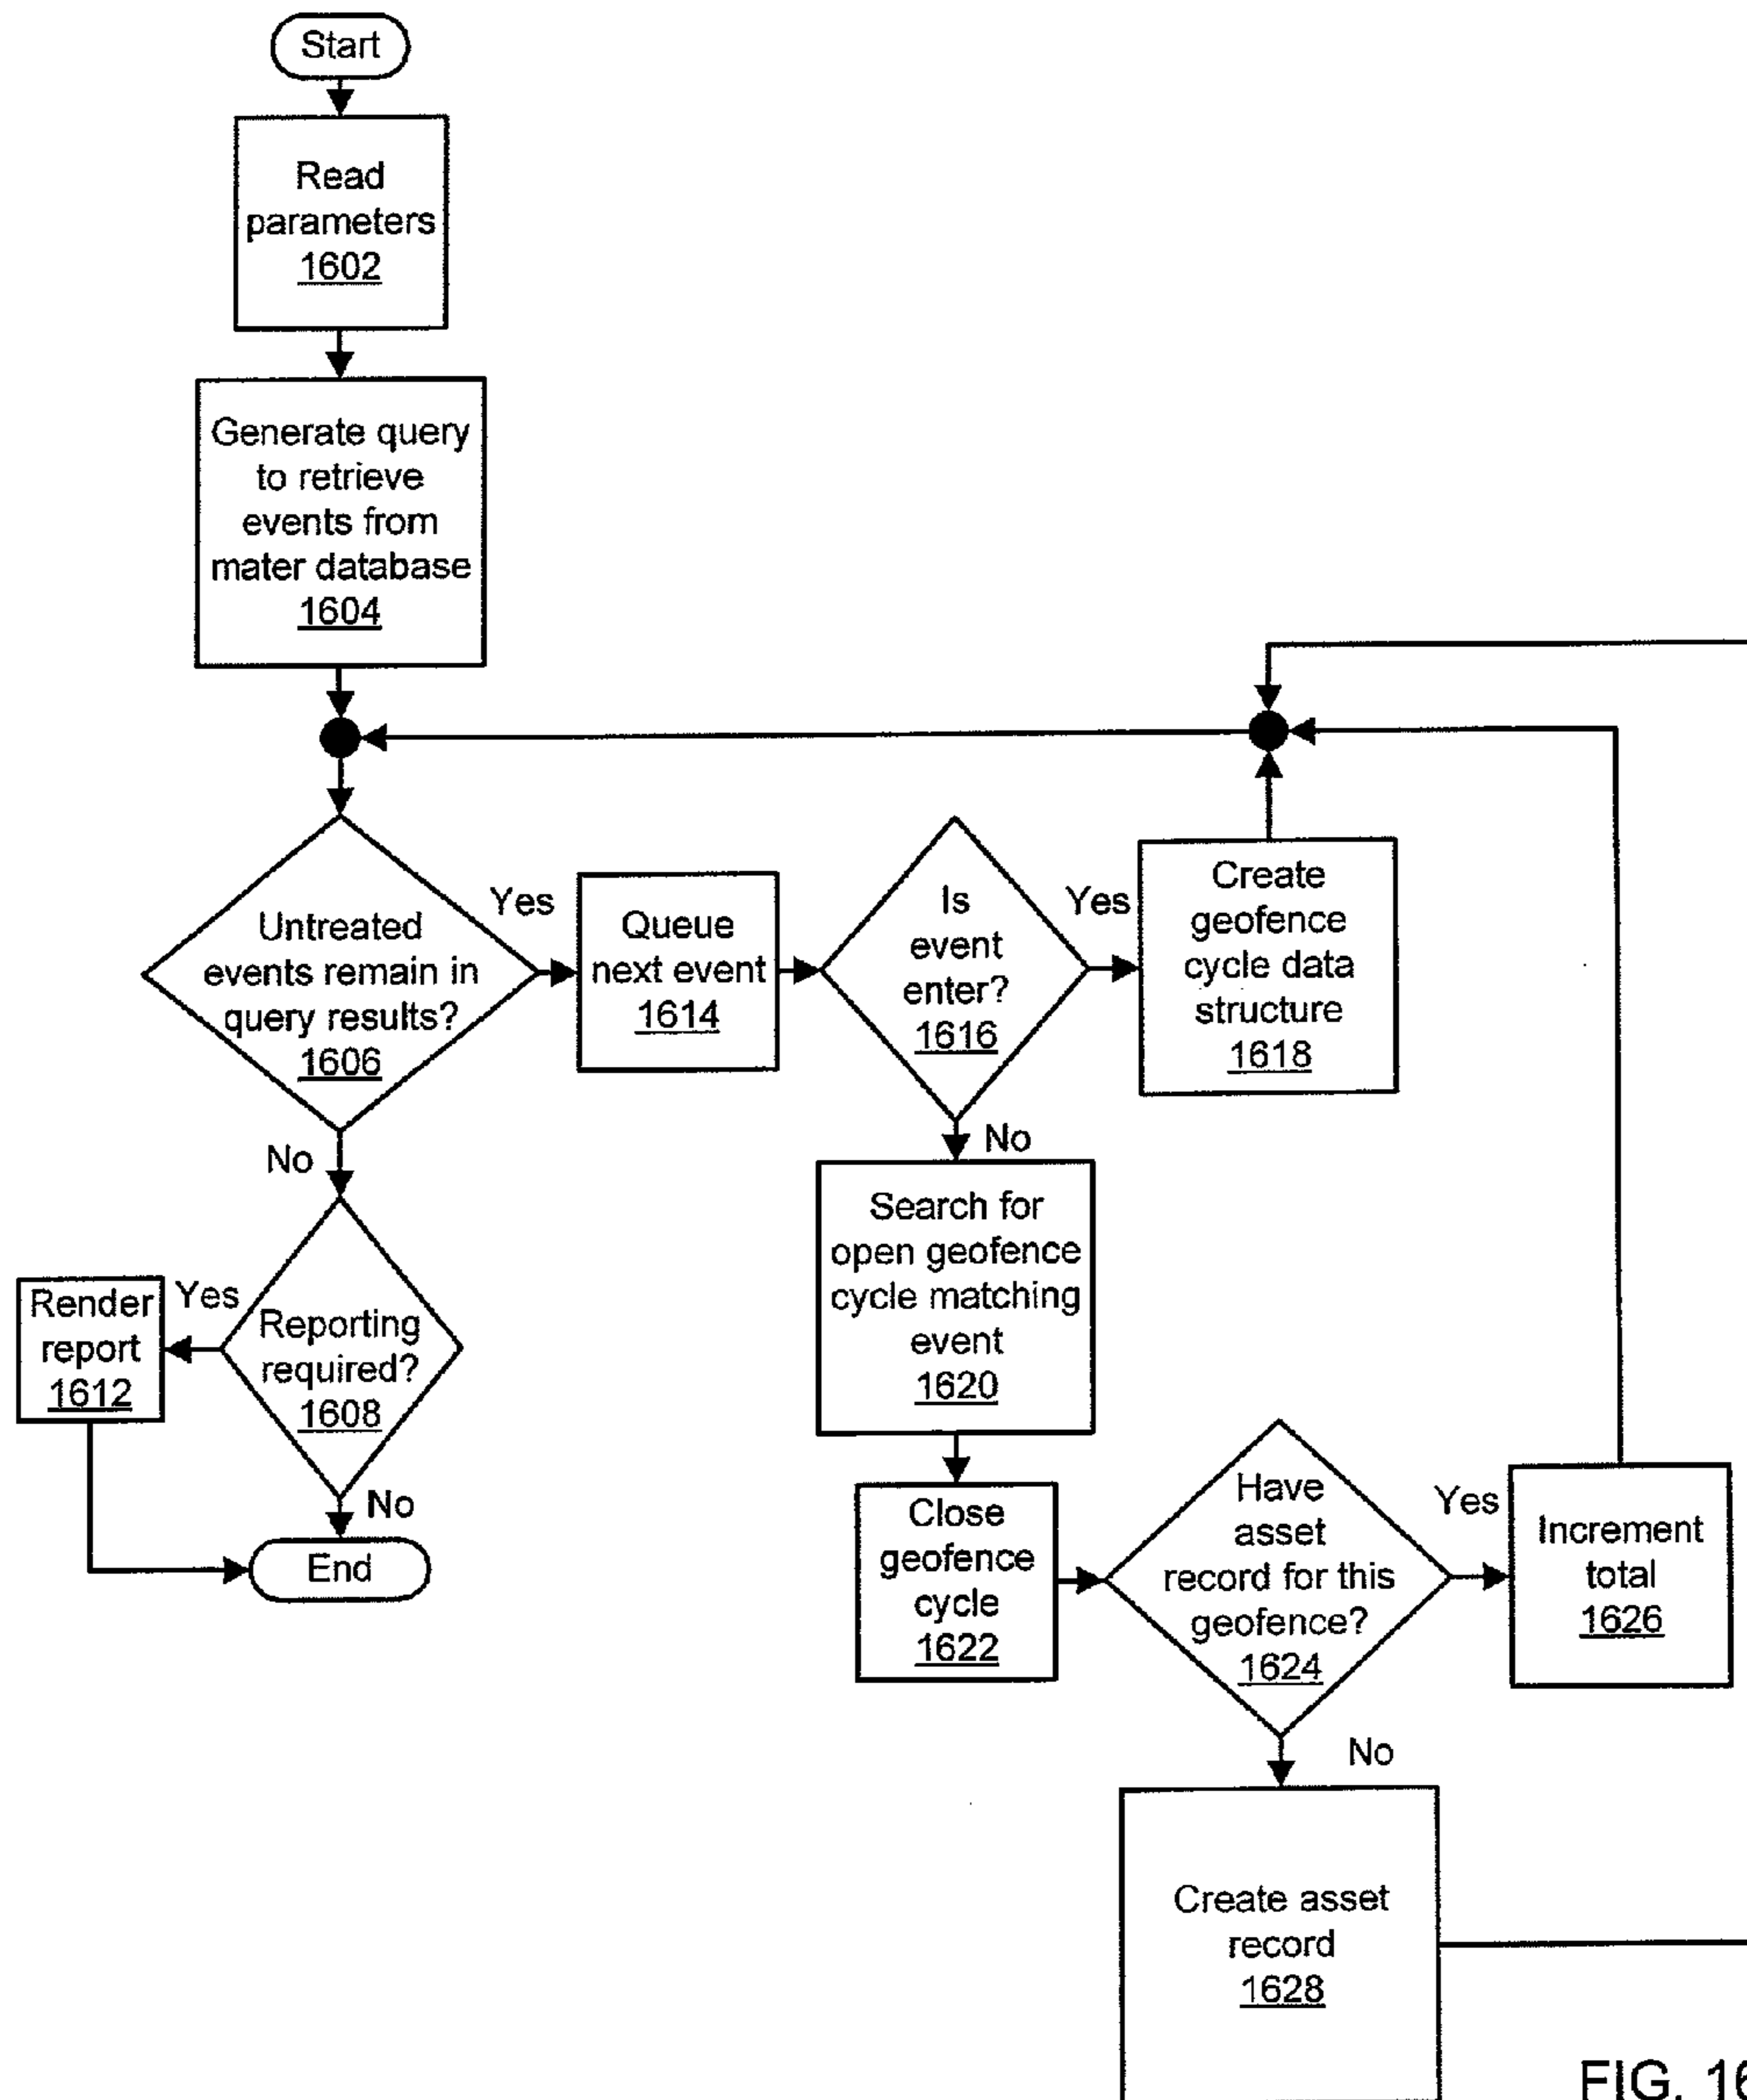 Start
Read
parameters
1602
Generate query
to retrieve
events from
mater database
1604
Untreated
events remain in
query results?
1606
Yes
No
Queue
next event
1614
Is
event
enter?
1616
Yes
No
Create
geofence
cycle data
structure
1618
Reporting
required?
1608
Yes
No
Render
report
1612
End
Search for
open geofence
cycle matching
event
1620
Close
geofence
cycle
1622
Have
asset
record for this
geofence?
1624
Yes
No
Increment
total
1626
Create asset
record
1628
FIG. 16